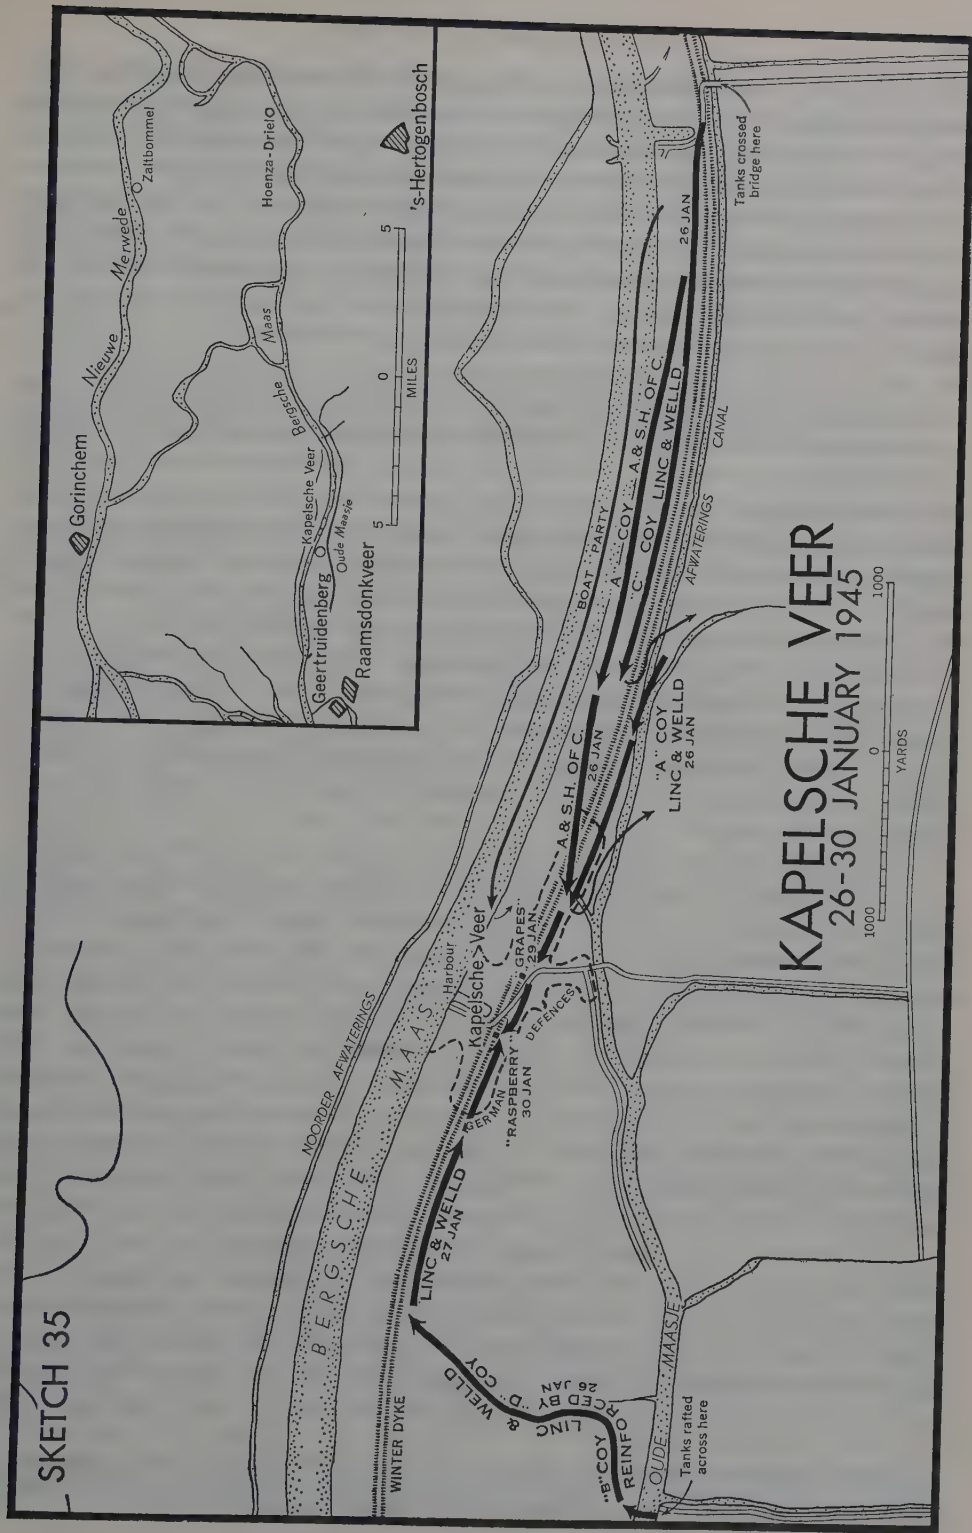 SKETCH 35
Gorinchem
Nieuwe Merwede
Zaltbommel
Hoenza-Driel
Maas
Bergsche
Kapelsche Veer
Oude Maasje
Geertruidenberg
Raamsdonkveer
's-Hertogenbosch
5 0 5
MILES
NOORDER AFWATERINGS
BERGSCHE MAAS
Harbour
Kapelsche Veer
WINTER DYKE
BOAT PARTY
"A" COY A.& S.H. OF C.
"C" COY LINC & WELLD
26 JAN
Tanks crossed
bridge here
AFWATERINGS CANAL
A.& S.H. OF C.
26 JAN
"A" COY
LINC & WELLD
26 JAN
"GRAPES"
29 JAN
GERMAN DEFENCES
"RASPBERRY"
30 JAN
LINC & WELLD
27 JAN
"B" COY LINC & WELLD
REINFORCED BY "D" COY
26 JAN
OUDE MAASJE
Tanks rafted
across here
KAPELSCHE VEER
26-30 JANUARY 1945
1000 0 1000
YARDS